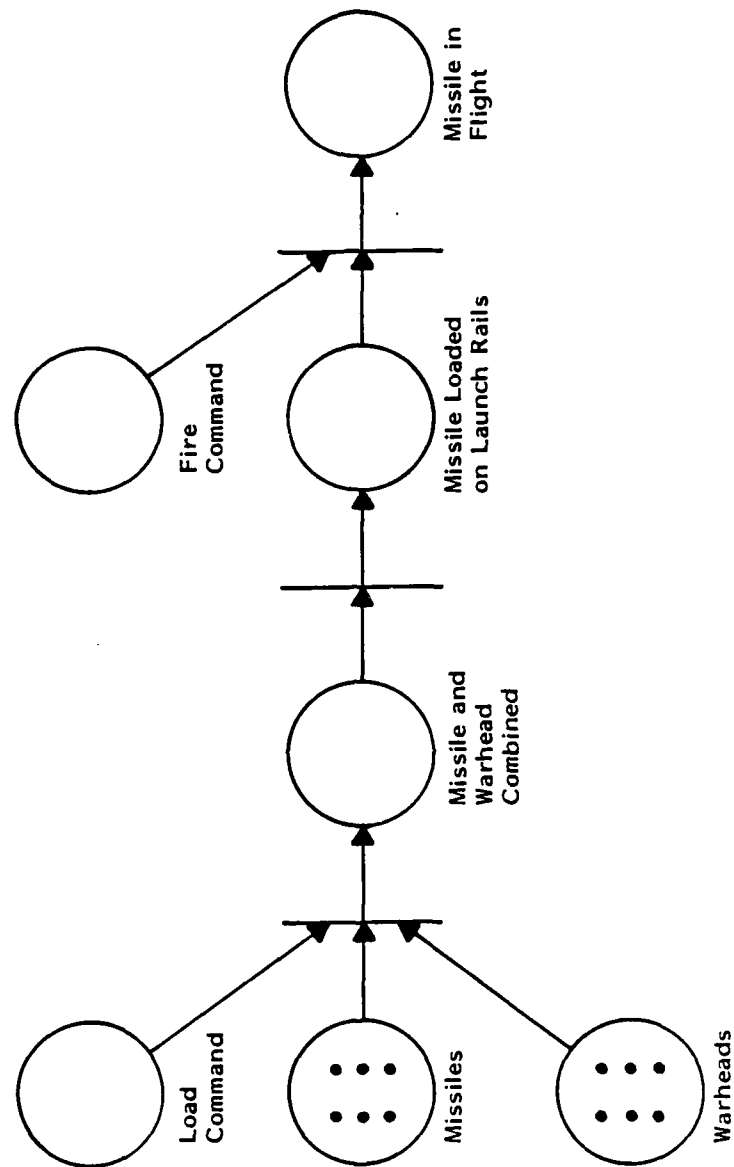 Load
Command
Missiles
Warheads
Missile and
Warhead
Combined
Fire
Command
Missile Loaded
on Launch Rails
Missile in
Flight